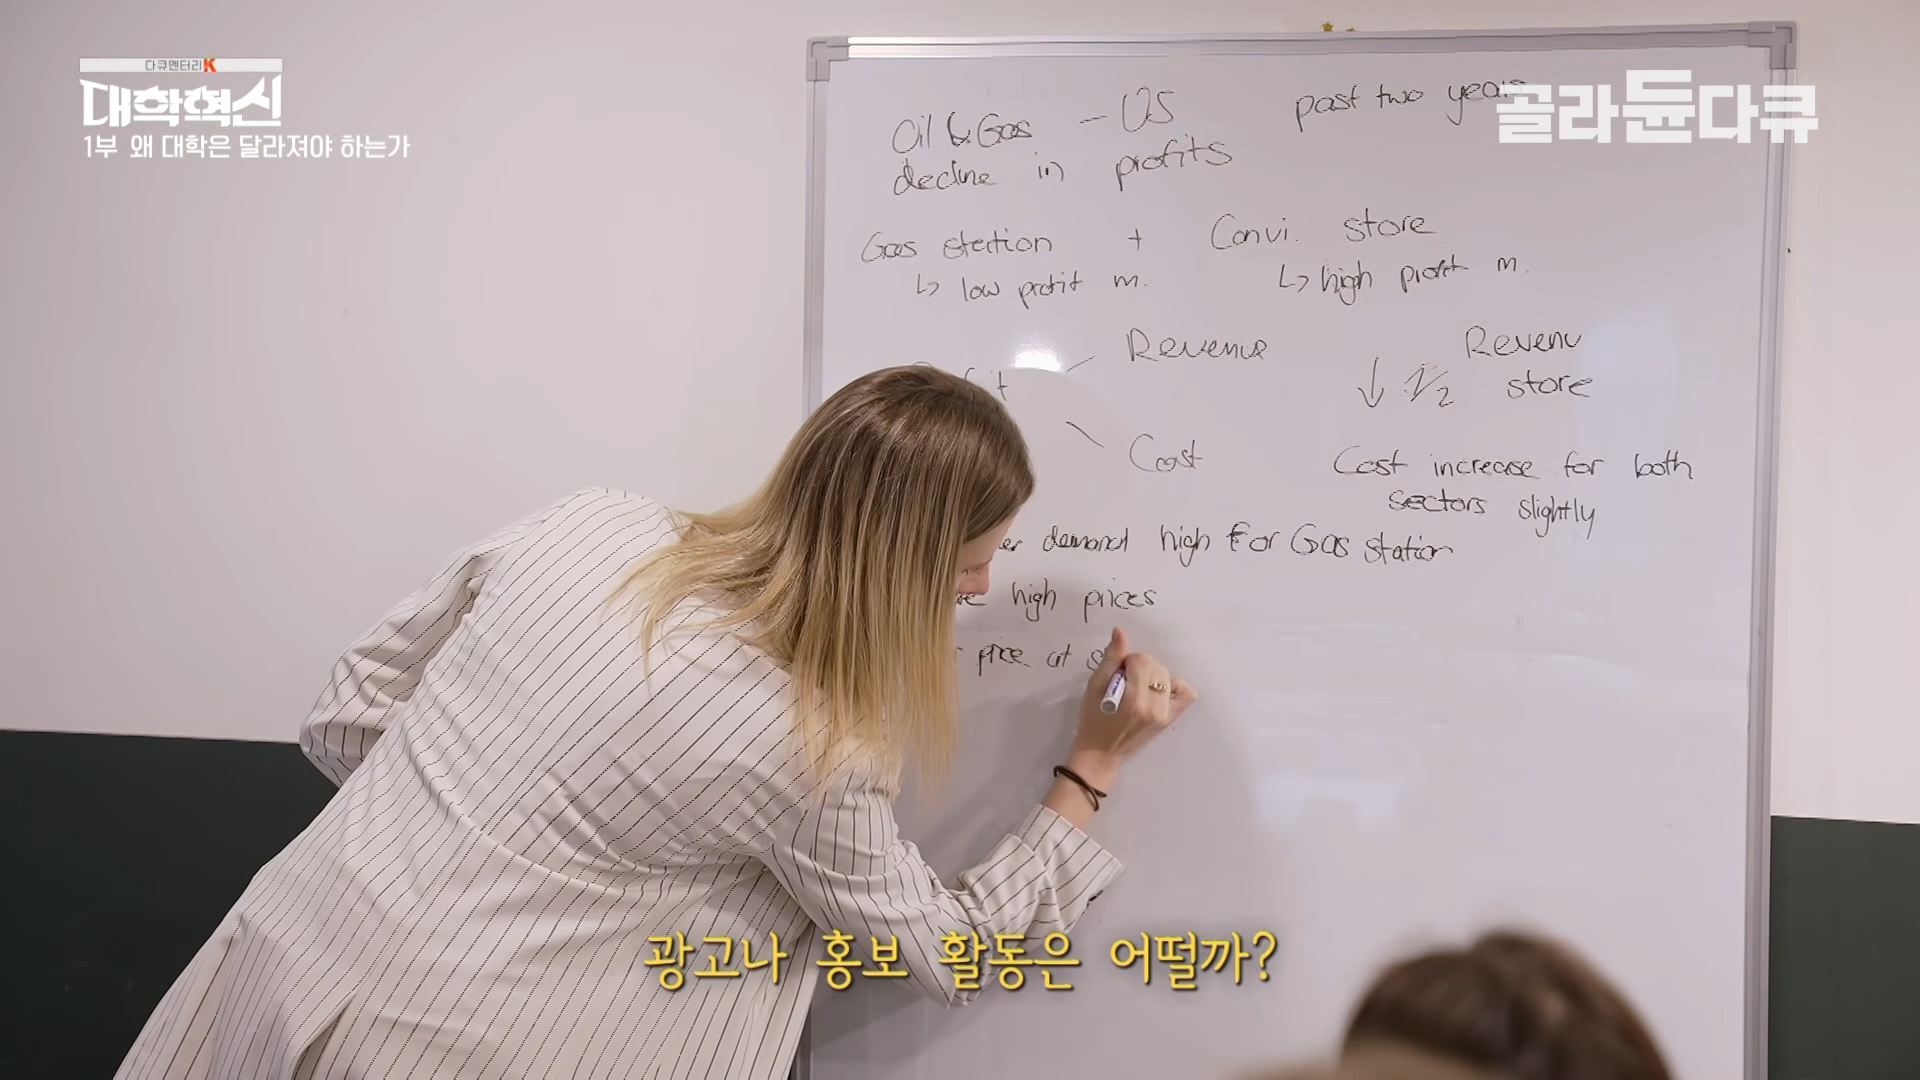 다큐멘터리K
대학혁신
1부 왜 대학은 달라져야 하는가
골라듄다큐
Oil & Gas - US past two years
decline in profits
Gas station + Convi. store
↳ low profit m. ↳ high profit m.
Revenue
Revenu
↓ 1/2 store
Cost
Cost increase for both
sectors slightly
demand high For Gas station
high prices
price at
광고나 홍보 활동은 어떨까?